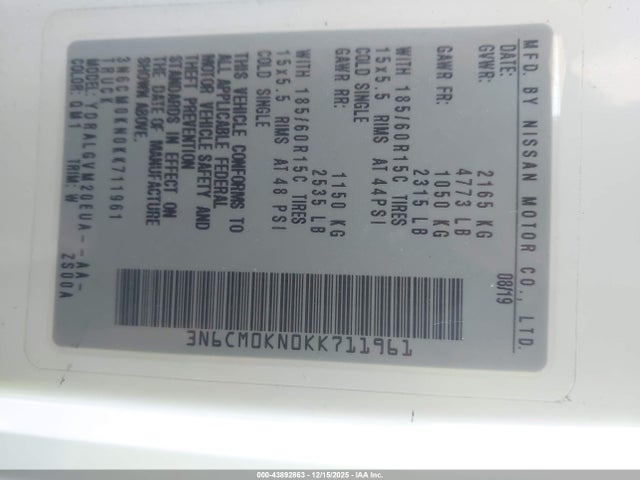 MFD. BY NISSAN MOTOR CO., LTD.
DATE: 08/19
GVWR: 2165 KG
4773 LB
GAWR FR: 1050 KG
2315 LB
WITH 185/60R15C TIRES
15x5.5 RIMS AT 44PSI
COLD SINGLE
GAWR RR: 1150 KG
2535 LB
WITH 185/60R15C TIRES
15x5.5 RIMS AT 48 PSI
COLD SINGLE
THIS VEHICLE CONFORMS TO
ALL APPLICABLE FEDERAL
MOTOR VEHICLE SAFETY AND
THEFT PREVENTION
STANDARDS IN EFFECT ON
THE DATE OF MANUFACTURE
SHOWN ABOVE.
3N6CM0KN0KK711961
TRUCK
MODEL: YDRALGVM20EUA--AA-
COLOR: QM1 TRIM: W 2S00A
3N6CM0KN0KK711961
000-43892663 - 12/15/2025 - IAAI, Inc.